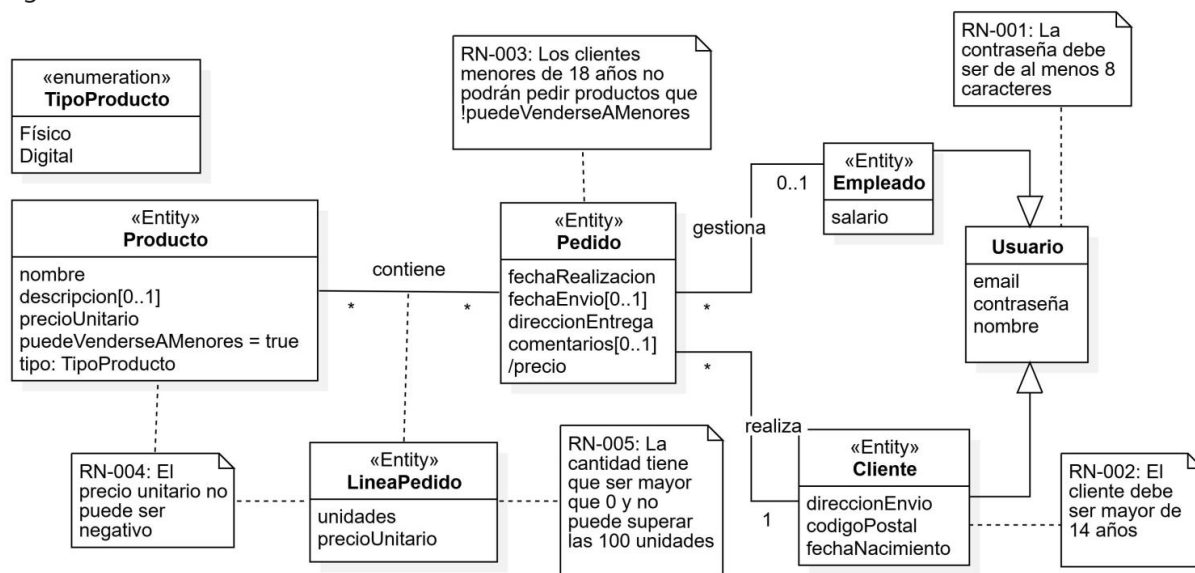 «enumeration»
TipoProducto
Físico
Digital
RN-003: Los clientes
menores de 18 años no
podrán pedir productos que
!puedeVenderseAMenores
RN-001: La
contraseña debe
ser de al menos 8
caracteres
«Entity»
Empleado
salario
0..1
gestiona
*
«Entity»
Producto
nombre
descripcion[0..1]
precioUnitario
puedeVenderseAMenores = true
tipo: TipoProducto
contiene
*
*
«Entity»
Pedido
fechaRealizacion
fechaEnvio[0..1]
direccionEntrega
comentarios[0..1]
/precio
Usuario
email
contraseña
nombre
*
realiza
1
RN-004: El
precio unitario no
puede ser
negativo
«Entity»
LineaPedido
unidades
precioUnitario
RN-005: La
cantidad tiene
que ser mayor
que 0 y no
puede superar
las 100 unidades
«Entity»
Cliente
direccionEnvio
codigoPostal
fechaNacimiento
RN-002: El
cliente debe
ser mayor de
14 años